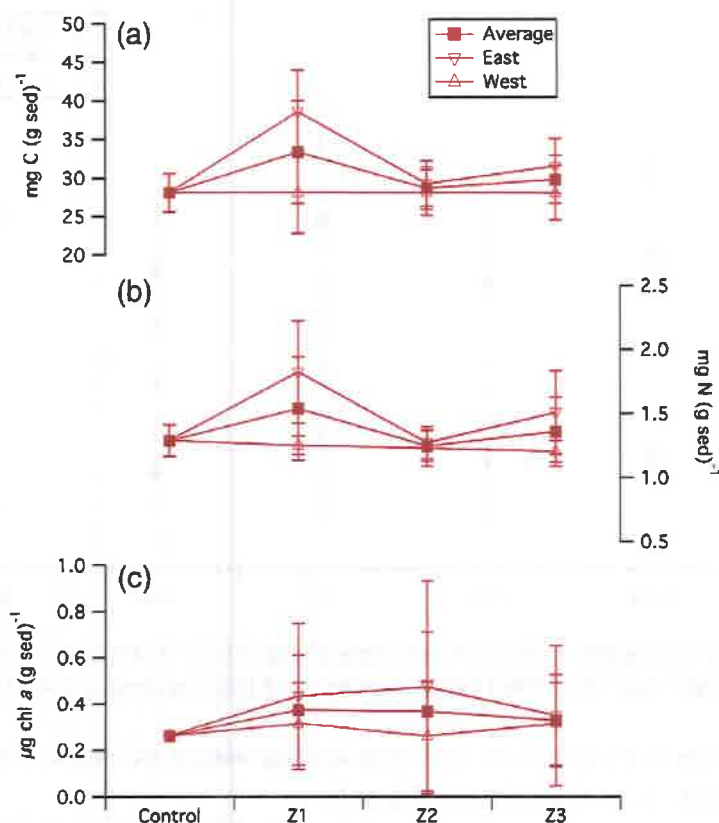 (a)
Average
East
West
mg C (g sed)⁻¹
50
45
40
35
30
25
20
(b)
mg N (g sed)⁻¹
2.5
2.0
1.5
1.0
0.5
(c)
µg chl a (g sed)⁻¹
1.0
0.8
0.6
0.4
0.2
0.0
Control Z1 Z2 Z3